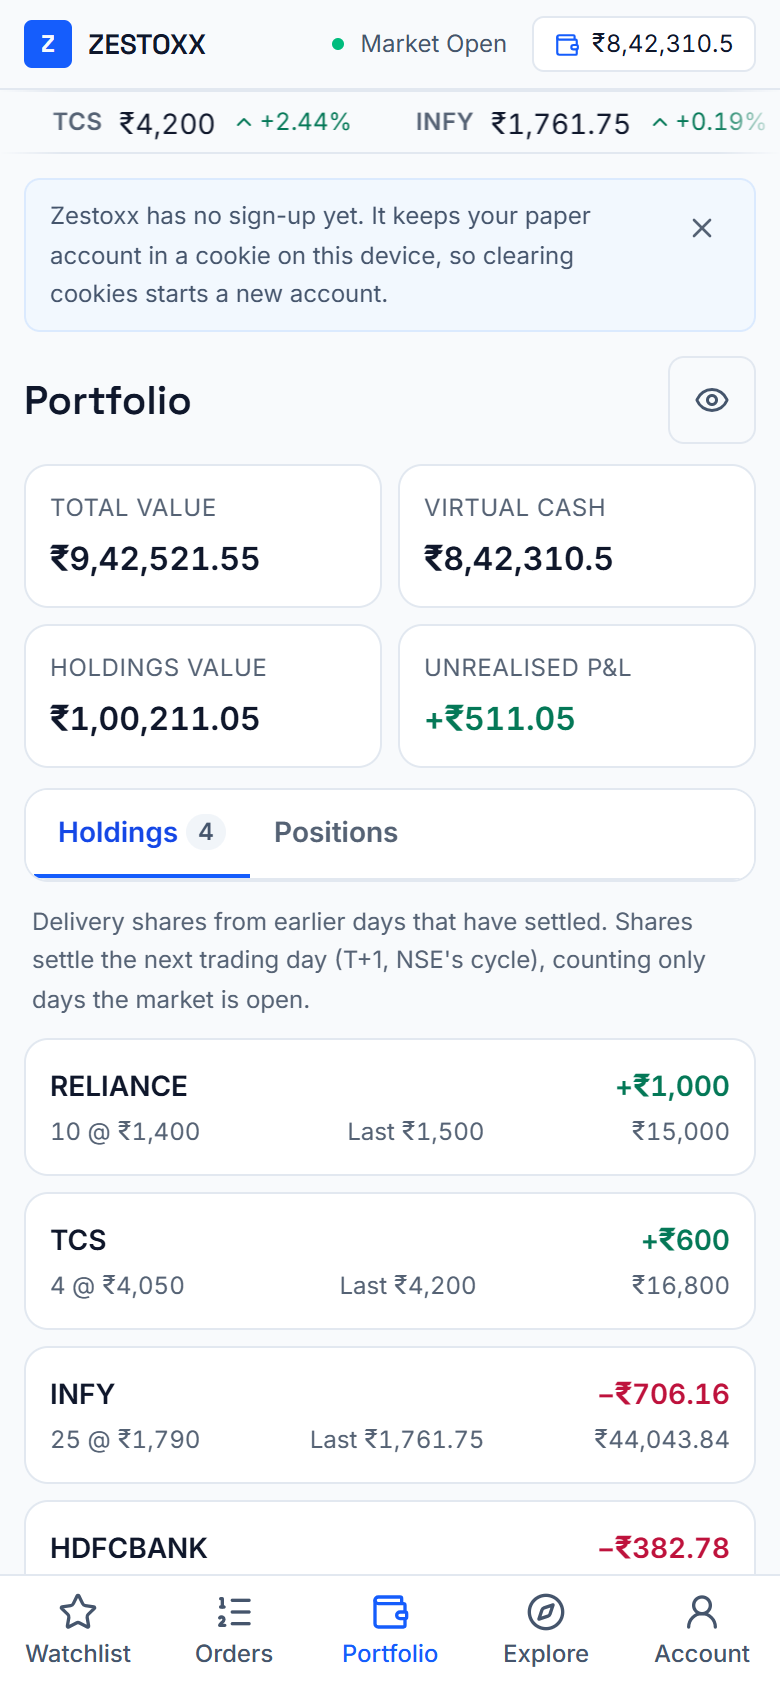 Z ZESTOXX Market Open ₹8,42,310.5
TCS ₹4,200 +2.44% INFY ₹1,761.75 +0.19%
Zestoxx has no sign-up yet. It keeps your paper
account in a cookie on this device, so clearing
cookies starts a new account.
Portfolio
TOTAL VALUE
₹9,42,521.55
VIRTUAL CASH
₹8,42,310.5
HOLDINGS VALUE
₹1,00,211.05
UNREALISED P&L
+₹511.05
Holdings 4 Positions
Delivery shares from earlier days that have settled. Shares
settle the next trading day (T+1, NSE's cycle), counting only
days the market is open.
RELIANCE +₹1,000
10 @ ₹1,400 Last ₹1,500 ₹15,000
TCS +₹600
4 @ ₹4,050 Last ₹4,200 ₹16,800
INFY −₹706.16
25 @ ₹1,790 Last ₹1,761.75 ₹44,043.84
HDFCBANK −₹382.78
Watchlist Orders Portfolio Explore Account